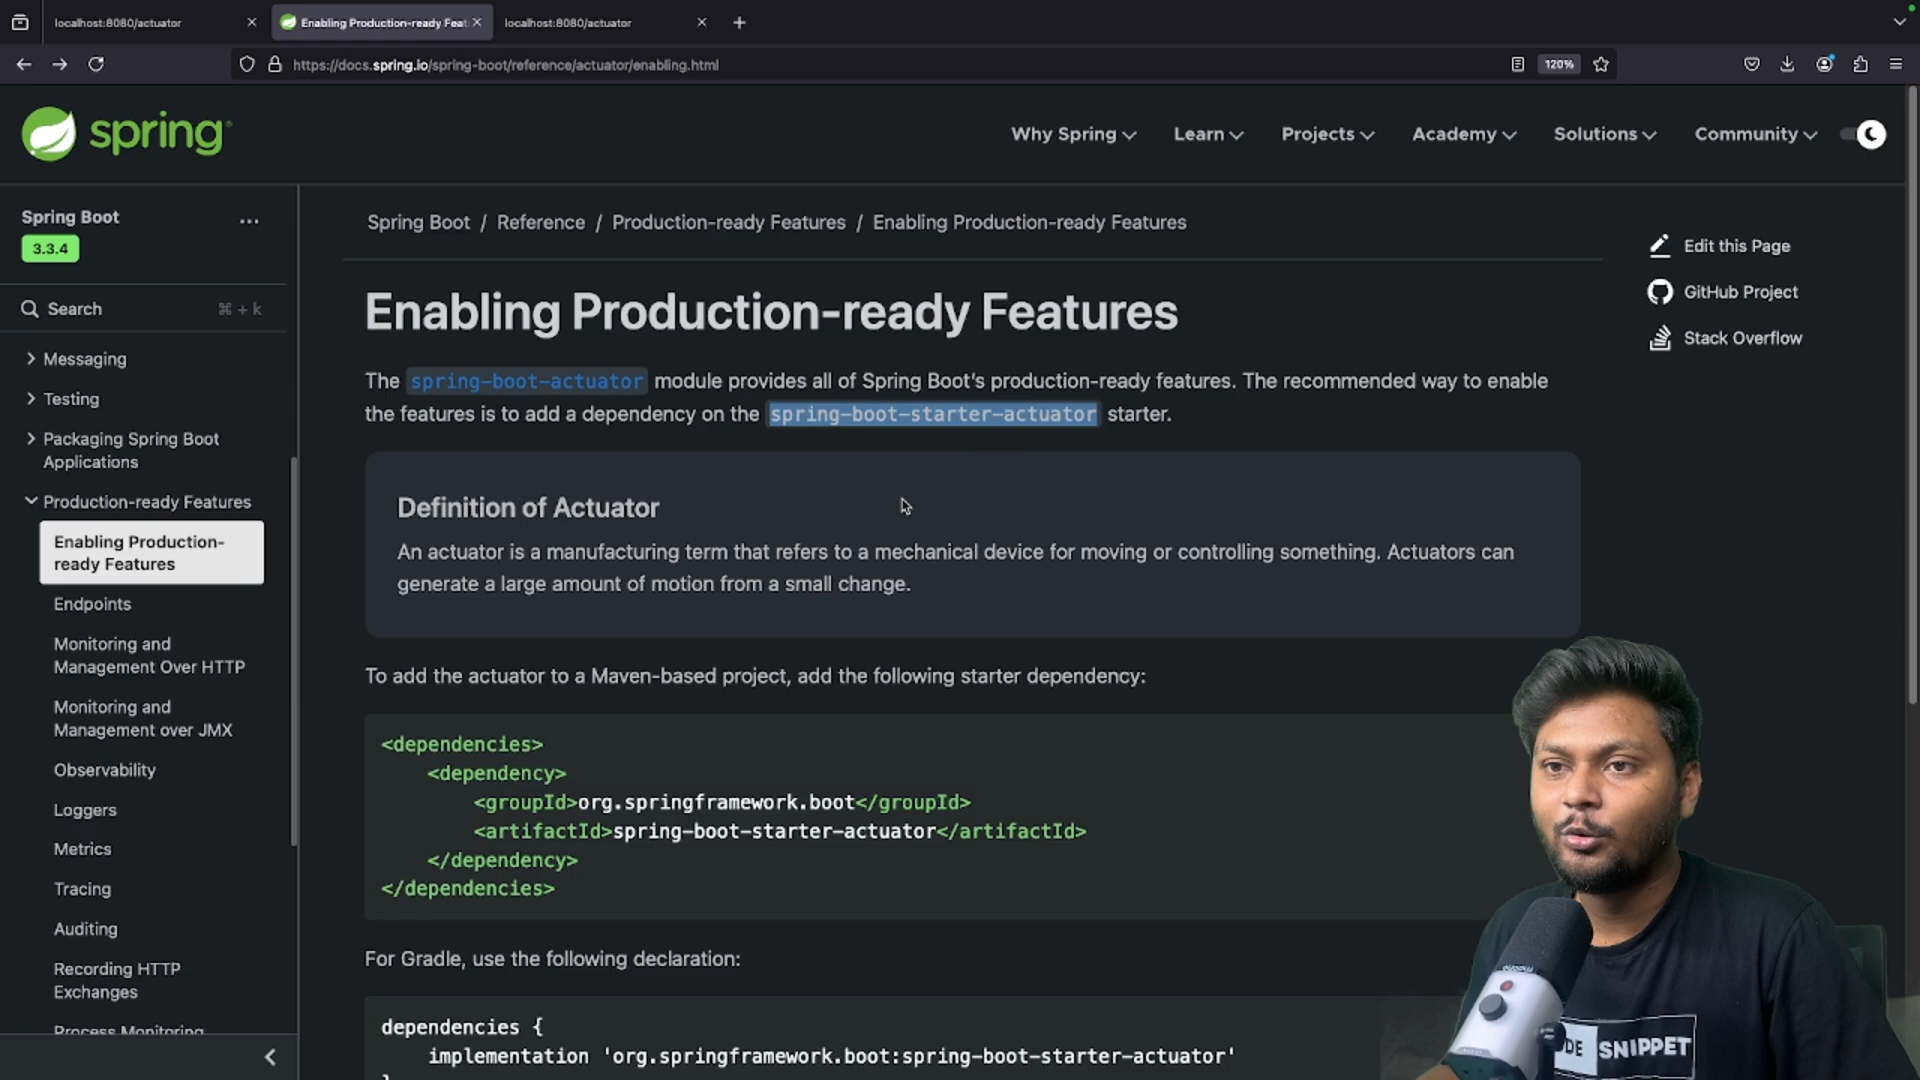 localhost:8080/actuator
Enabling Production-ready Feat
localhost:8080/actuator
https://docs.spring.io/spring-boot/reference/actuator/enabling.html
120%
spring
Why Spring
Learn
Projects
Academy
Solutions
Community
Spring Boot
...
3.3.4
Search
⌘ + k
Messaging
Testing
Packaging Spring Boot
Applications
Production-ready Features
Enabling Production-
ready Features
Endpoints
Monitoring and
Management Over HTTP
Monitoring and
Management over JMX
Observability
Loggers
Metrics
Tracing
Auditing
Recording HTTP
Exchanges
Process Monitoring
Spring Boot / Reference / Production-ready Features / Enabling Production-ready Features
Edit this Page
GitHub Project
Stack Overflow
Enabling Production-ready Features
The spring-boot-actuator module provides all of Spring Boot’s production-ready features. The recommended way to enable
the features is to add a dependency on the spring-boot-starter-actuator starter.
Definition of Actuator
An actuator is a manufacturing term that refers to a mechanical device for moving or controlling something. Actuators can
generate a large amount of motion from a small change.
To add the actuator to a Maven-based project, add the following starter dependency:
<dependencies>
<dependency>
<groupId>org.springframework.boot</groupId>
<artifactId>spring-boot-starter-actuator</artifactId>
</dependency>
</dependencies>
For Gradle, use the following declaration:
dependencies {
implementation 'org.springframework.boot:spring-boot-starter-actuator'
}
DE SNIPPET